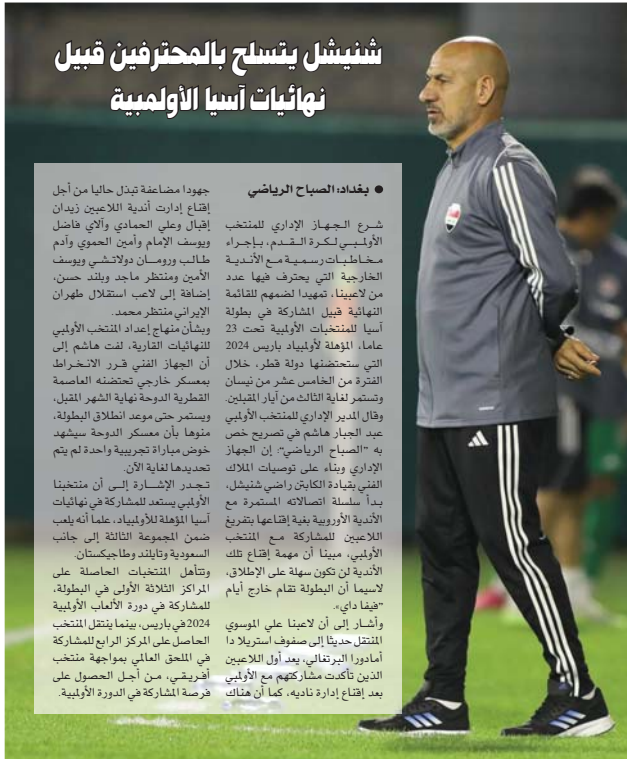 شنيشل يتسلح بالمحترفين قبيل
نهائيات آسيا الأولمبية
● بغداد: الصباح الرياضي
شرع الجهاز الإداري للمنتخب
الأولمبي لكرة القدم، بإجراء
مخاطبات رسمية مع الأندية
الخارجية التي يحترف فيها عدد
من لاعبينا، تمهيدا لضمهم للقائمة
النهائية قبيل المشاركة في بطولة
آسيا للمنتخبات الأولمبية تحت 23
عاما، المؤهلة لأولمبياد باريس 2024
التي ستحتضنها دولة قطر، خلال
الفترة من الخامس عشر من نيسان
وتستمر لغاية الثالث من آيار المقبلين.
وقال المدير الإداري للمنتخب الأولمبي
عبد الجبار هاشم في تصريح خص
به "الصباح الرياضي": إن الجهاز
الإداري وبناء على توصيات الملاك
الفني بقيادة الكابتن راضي شنيشل،
بدأ سلسلة اتصالاته المستمرة مع
الأندية الأوروبية بغية إقناعها بتفريغ
اللاعبين للمشاركة مع المنتخب
الأولمبي، مبينا أن مهمة إقناع تلك
الأندية لن تكون سهلة على الإطلاق،
لاسيما أن البطولة تقام خارج أيام
"فيفا داي".
وأشار إلى أن لاعبنا علي الموسوي
المنتقل حديثا إلى صفوف استريلا دا
أمادورا البرتغالي، يعد أول اللاعبين
الذين تأكدت مشاركتهم مع الأولمبي
بعد إقناع إدارة ناديه، كما أن هناك
جهودا مضاعفة تبذل حاليا من أجل
إقناع إدارات أندية اللاعبين زيدان
إقبال وعلي الحمادي وآلاي فاضل
ويوسف الإمام وأمين الحموي وآدم
طالب ورومان دولاتشي ويوسف
الأمين ومنتظر ماجد وبلند حسن،
إضافة إلى لاعب استقلال طهران
الإيراني منتظر محمد.
وبشأن منهاج إعداد المنتخب الأولمبي
للنهائيات القارية، لفت هاشم إلى
أن الجهاز الفني قرر الانخراط
بمعسكر خارجي تحتضنه العاصمة
القطرية الدوحة نهاية الشهر المقبل،
ويستمر حتى موعد انطلاق البطولة،
منوها بأن معسكر الدوحة سيشهد
خوض مباراة تجريبية واحدة لم يتم
تحديدها لغاية الآن.
تجدر الإشارة إلى أن منتخبنا
الأولمبي يستعد للمشاركة في نهائيات
آسيا المؤهلة للأولمبياد، علما أنه يلعب
ضمن المجموعة الثالثة إلى جانب
السعودية وتايلند وطاجيكستان.
وتتأهل المنتخبات الحاصلة على
المراكز الثلاثة الأولى في البطولة،
للمشاركة في دورة الألعاب الأولمبية
2024 في باريس، بينما ينتقل المنتخب
الحاصل على المركز الرابع للمشاركة
في الملحق العالمي بمواجهة منتخب
أفريقي، من أجل الحصول على
فرصة المشاركة في الدورة الأولمبية.